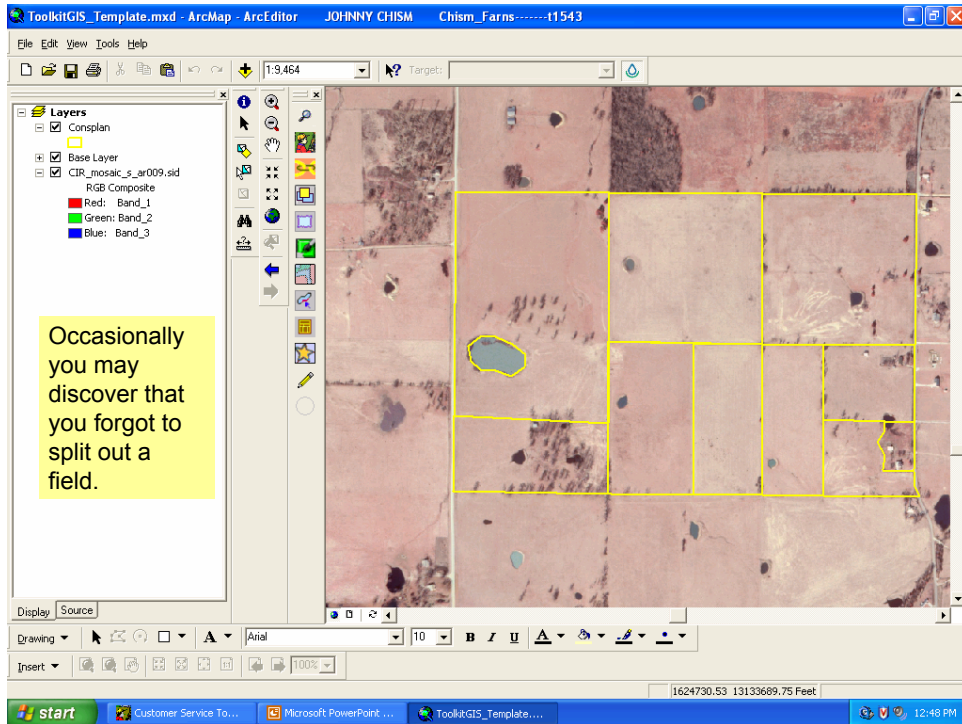 ToolkitGIS_Template.mxd - ArcMap - ArcEditor JOHNNY CHISM Chism_Farns-------t1543
File Edit View Tools Help
1:9,464 Target:
Layers
Consplan
Base Layer
CIR_mosaic_s_ar009.sid
RGB Composite
Red: Band_1
Green: Band_2
Blue: Band_3
Occasionally
you may
discover that
you forgot to
split out a
field.
Display Source
Drawing A Arial 10 B I U A
Insert 100%
1624730.53 13133689.75 Feet
start Customer Service To... Microsoft PowerPoint ... ToolkitGIS_Template.... 12:48 PM